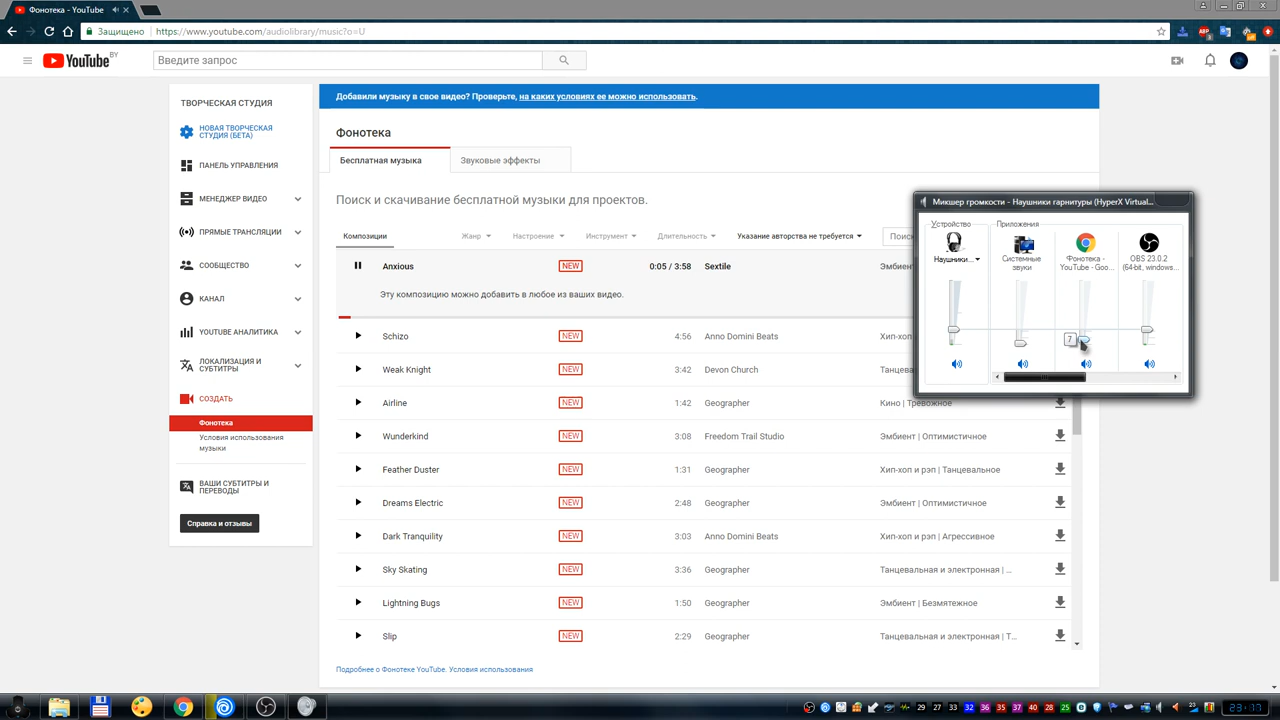 Фонотека - YouTube
Защищено
https://www.youtube.com/audiolibrary/music?o=U
YouTube BY
Введите запрос
ТВОРЧЕСКАЯ СТУДИЯ
НОВАЯ ТВОРЧЕСКАЯ
СТУДИЯ (БЕТА)
ПАНЕЛЬ УПРАВЛЕНИЯ
МЕНЕДЖЕР ВИДЕО
ПРЯМЫЕ ТРАНСЛЯЦИИ
СООБЩЕСТВО
КАНАЛ
YOUTUBE АНАЛИТИКА
ЛОКАЛИЗАЦИЯ И
СУБТИТРЫ
СОЗДАТЬ
Фонотека
Условия использования
музыки
ВАШИ СУБТИТРЫ И
ПЕРЕВОДЫ
Справка и отзывы
Добавили музыку в свое видео? Проверьте, на каких условиях ее можно использовать.
Фонотека
Бесплатная музыка
Звуковые эффекты
Поиск и скачивание бесплатной музыки для проектов.
Композиции Жанр Настроение Инструмент Длительность Указание авторства не требуется Поис
Anxious NEW 0:05 / 3:58 Sextile Эмбиент
Эту композицию можно добавить в любое из ваших видео.
Schizo NEW 4:56 Anno Domini Beats Хип-хоп
Weak Knight NEW 3:42 Devon Church Танцева
Airline NEW 1:42 Geographer Кино | Тревожное
Wunderkind NEW 3:08 Freedom Trail Studio Эмбиент | Оптимистичное
Feather Duster NEW 1:31 Geographer Хип-хоп и рэп | Танцевальное
Dreams Electric NEW 2:48 Geographer Эмбиент | Оптимистичное
Dark Tranquility NEW 3:03 Anno Domini Beats Хип-хоп и рэп | Агрессивное
Sky Skating NEW 3:36 Geographer Танцевальная и электронная | ...
Lightning Bugs NEW 1:50 Geographer Эмбиент | Безмятежное
Slip NEW 2:29 Geographer Танцевальная и электронная | Т...
Подробнее о Фонотеке YouTube. Условия использования
Микшер громкости - Наушники гарнитуры (HyperX Virtual...
Устройство
Приложения
Наушники...
Системные
звуки
Фонотека -
YouTube - Goo...
OBS 23.0.2
(64-bit, windows...
7
23:17